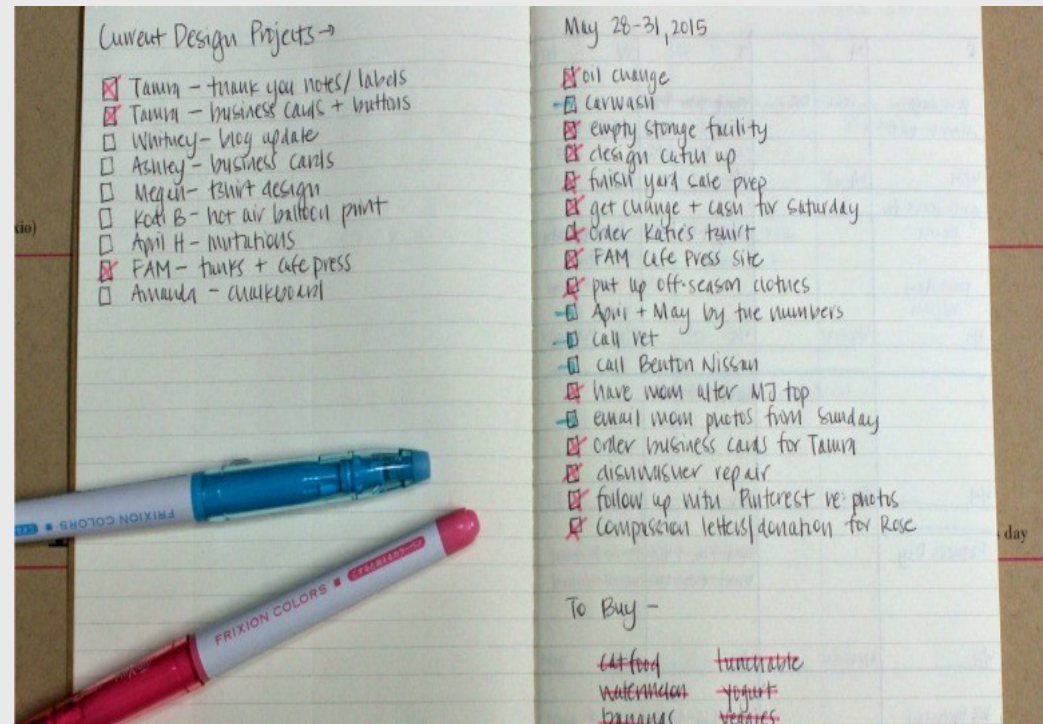 Current Design Projects →
Tamra – thank you notes/labels
Tamra – business cards + buttons
Whitney – blog update
Ashley – business cards
Megan – tshirt design
Kodi B – hot air balloon print
April H – invitations
FAM – tanks + cafe press
Amanda – chalkboard
FRIXION COLORS
FRIXION COLORS
May 28-31, 2015
oil change
carwash
empty storage facility
design catch up
finish yard sale prep
get change + cash for saturday
order Katie's tshirt
FAM Cafe Press site
put up off-season clothes
April + May by the numbers
call vet
call Benton Nissan
have mom alter MJ top
email mom photos from sunday
order business cards for Tamra
dishwasher repair
follow up with Pinterest re: photos
compassion letters/donation for Rose
To Buy –
cat food lunchable
watermelon yogurt
bananas veggies
xio)
day